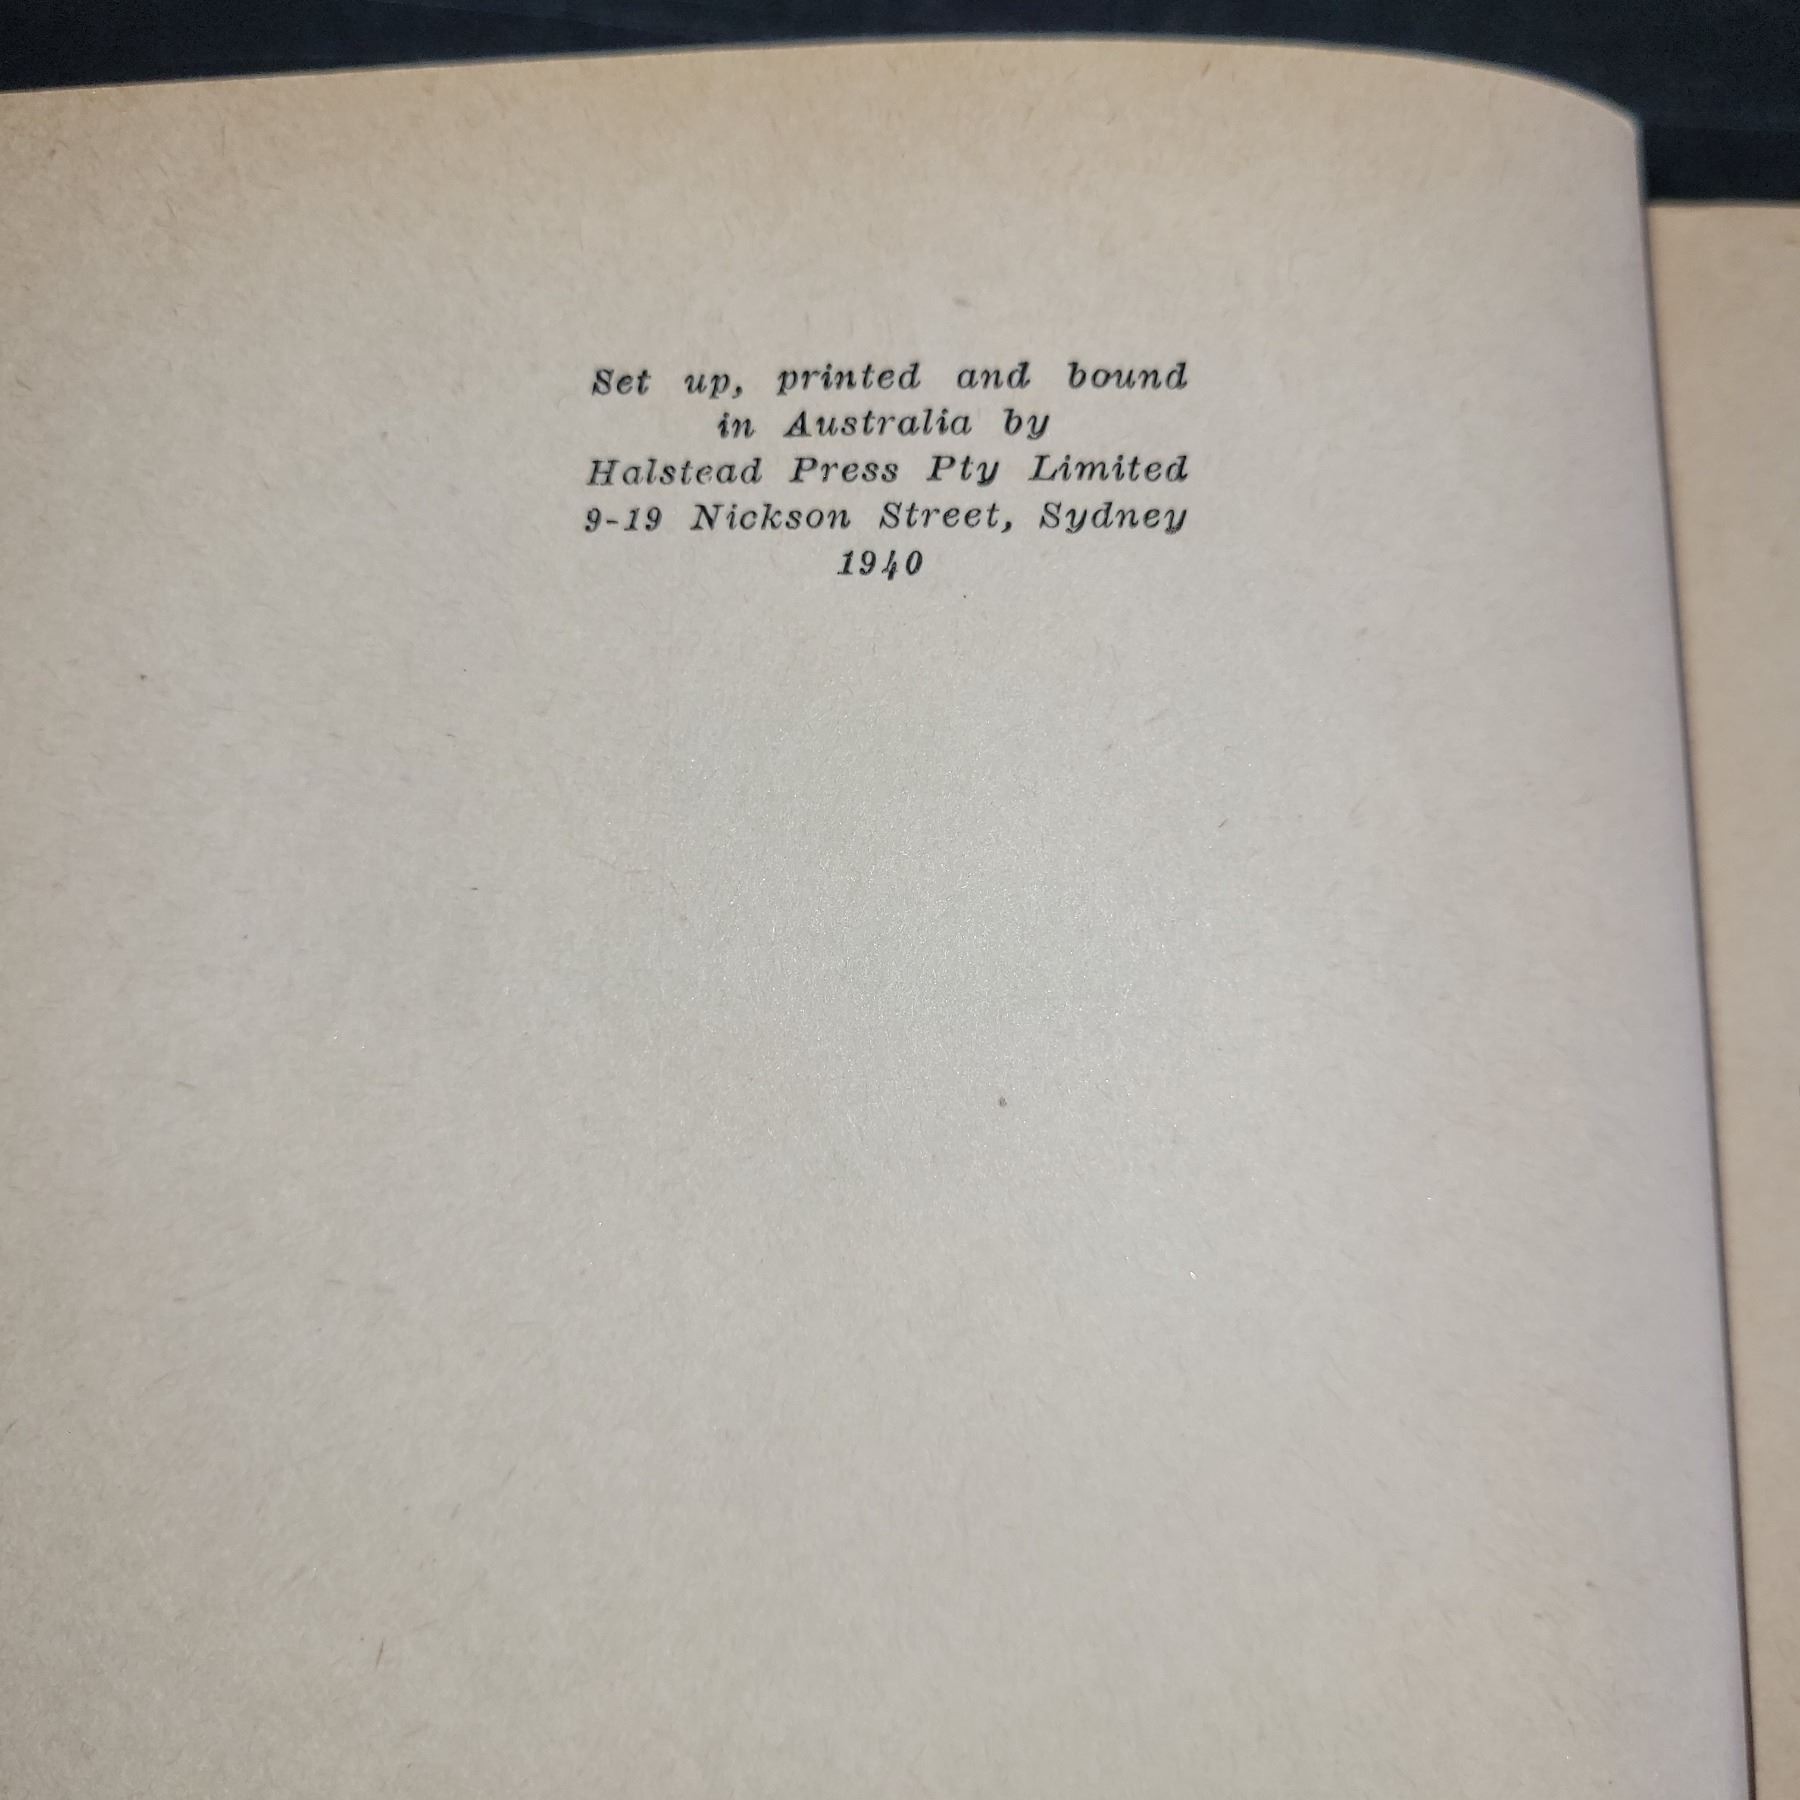 Set up, printed and bound
in Australia by
Halstead Press Pty Limited
9-19 Nickson Street, Sydney
1940